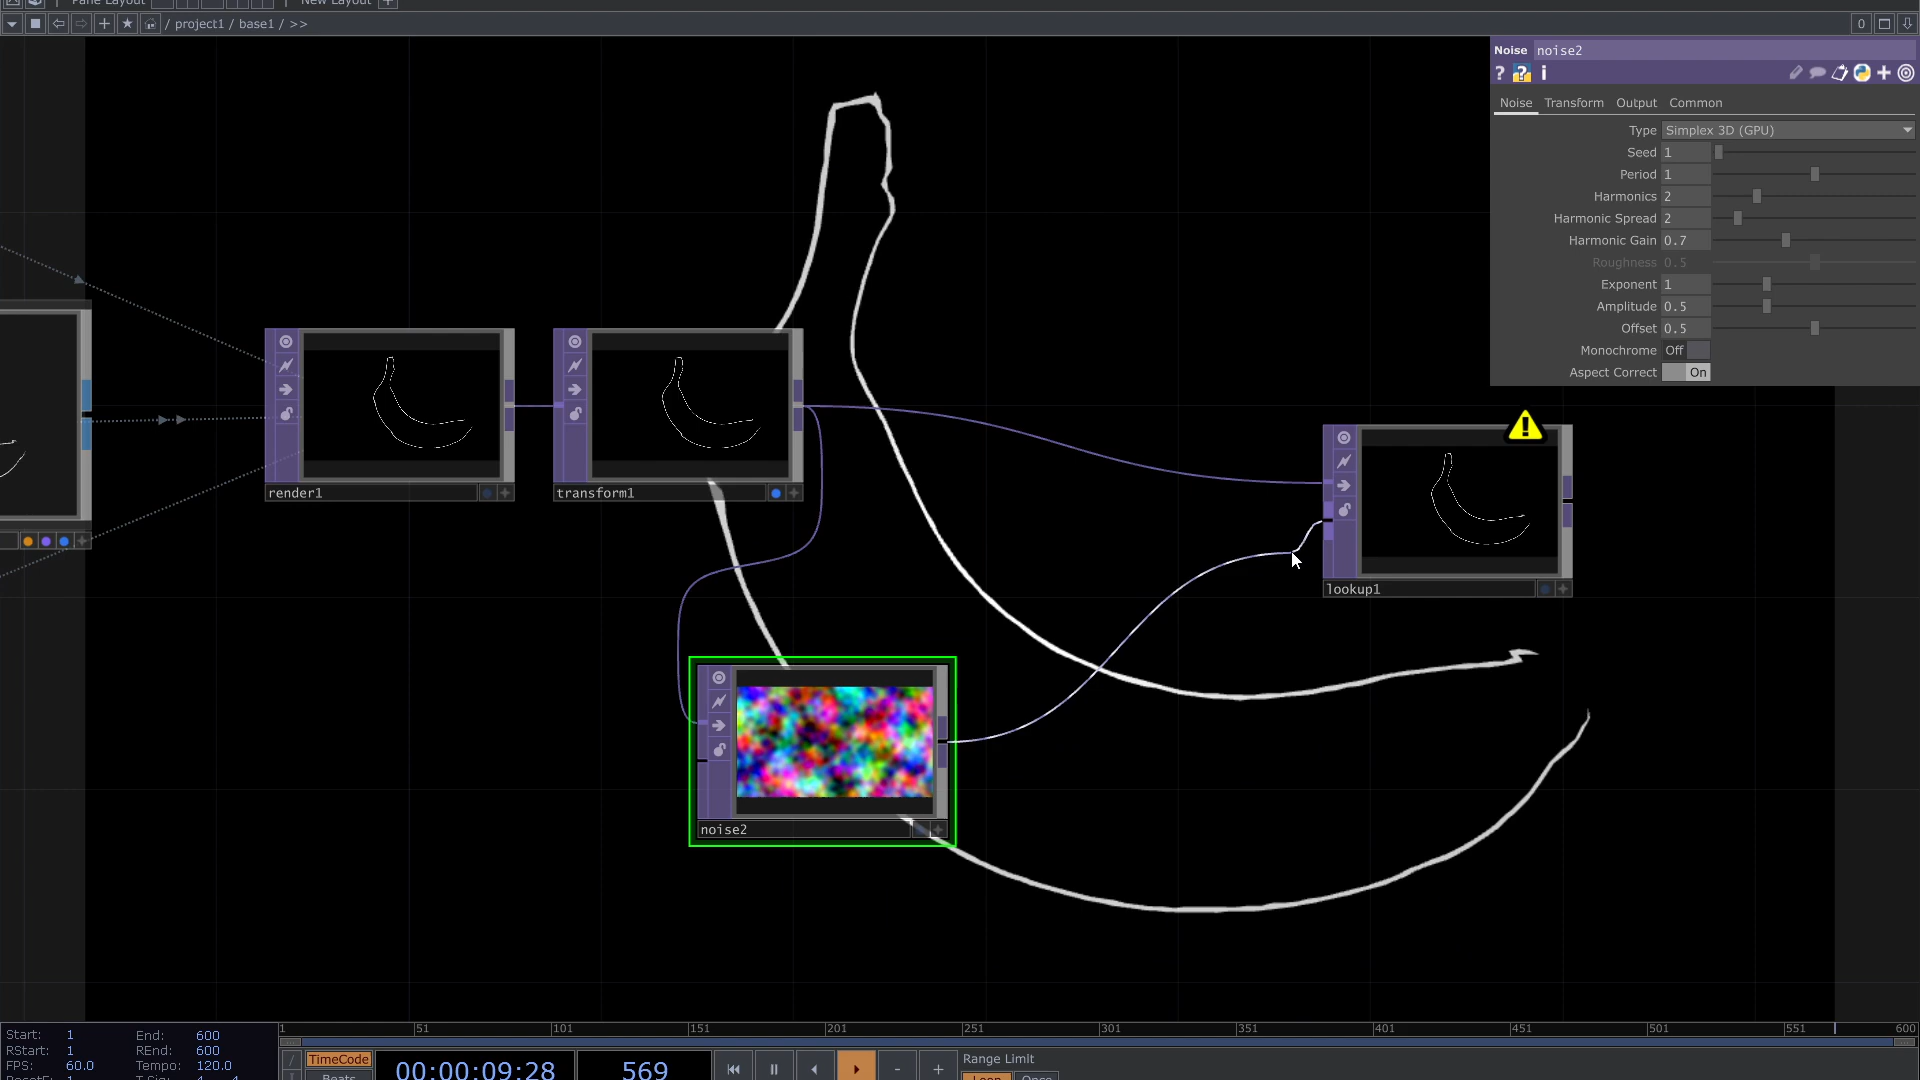 Pane Layout New Layout
/ project1 / base1 / >> 0
Noise noise2
? ? i
Noise Transform Output Common
Type Simplex 3D (GPU)
Seed 1
Period 1
Harmonics 2
Harmonic Spread 2
Harmonic Gain 0.7
Roughness 0.5
Exponent 1
Amplitude 0.5
Offset 0.5
Monochrome Off
Aspect Correct On
render1
transform1
lookup1
noise2
1 51 101 151 201 251 301 351 401 451 501 551 600
Start: 1 End: 600
RStart: 1 REnd: 600
FPS: 60.0 Tempo: 120.0
TimeCode
Beats
00:00:09:28
569
Range Limit
Loop Once